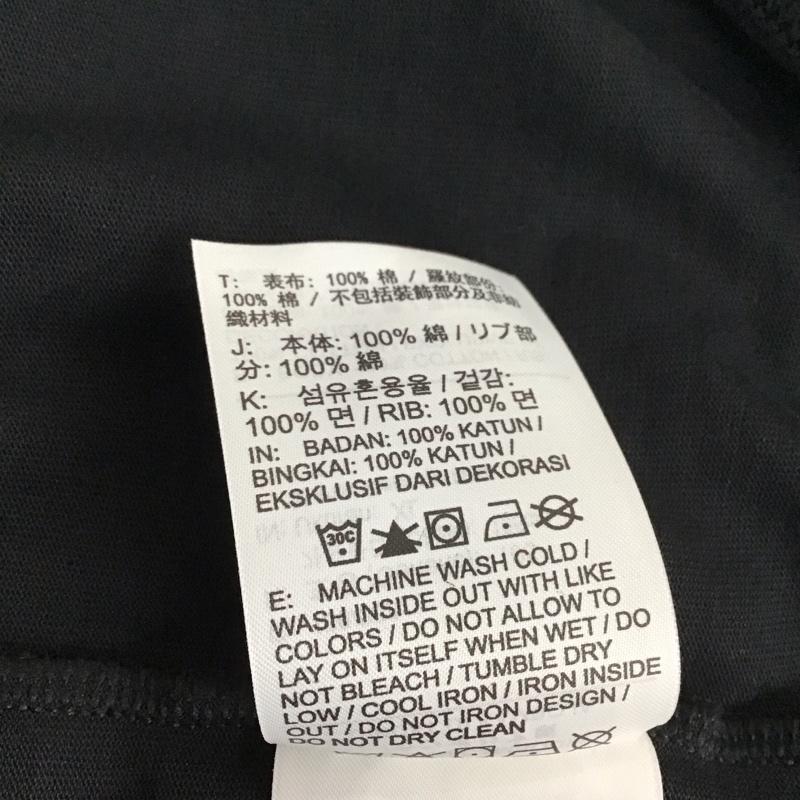 T: 表布: 100% 棉 / 羅紋部份:
100% 棉 / 不包括裝飾部分及非紡
織材料
J: 本体: 100% 綿 / リブ部
分: 100% 綿
K: 섬유혼용율 / 겉감:
100% 면 / RIB: 100% 면
IN: BADAN: 100% KATUN /
BINGKAI: 100% KATUN /
EKSKLUSIF DARI DEKORASI
30C
E: MACHINE WASH COLD /
WASH INSIDE OUT WITH LIKE
COLORS / DO NOT ALLOW TO
LAY ON ITSELF WHEN WET / DO
NOT BLEACH / TUMBLE DRY
LOW / COOL IRON / IRON INSIDE
OUT / DO NOT IRON DESIGN /
DO NOT DRY CLEAN